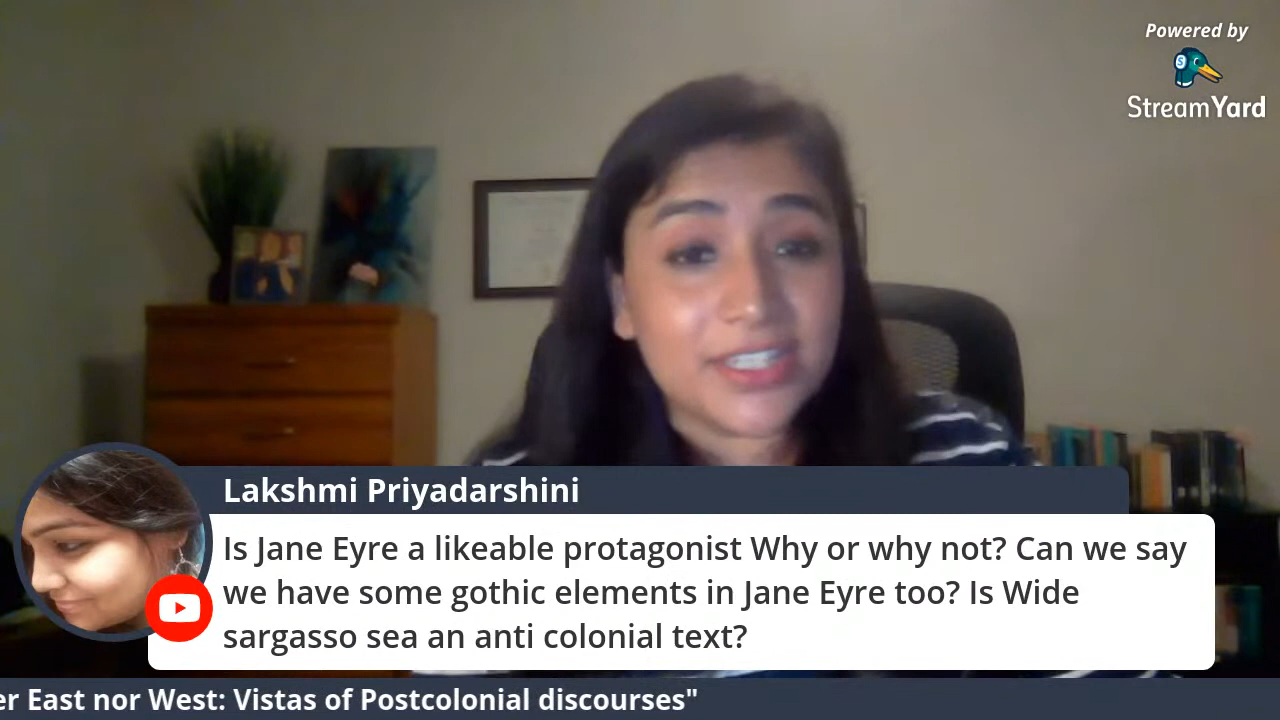 Powered by
StreamYard
Lakshmi Priyadarshini
Is Jane Eyre a likeable protagonist Why or why not? Can we say
we have some gothic elements in Jane Eyre too? Is Wide
sargasso sea an anti colonial text?
er East nor West: Vistas of Postcolonial discourses"